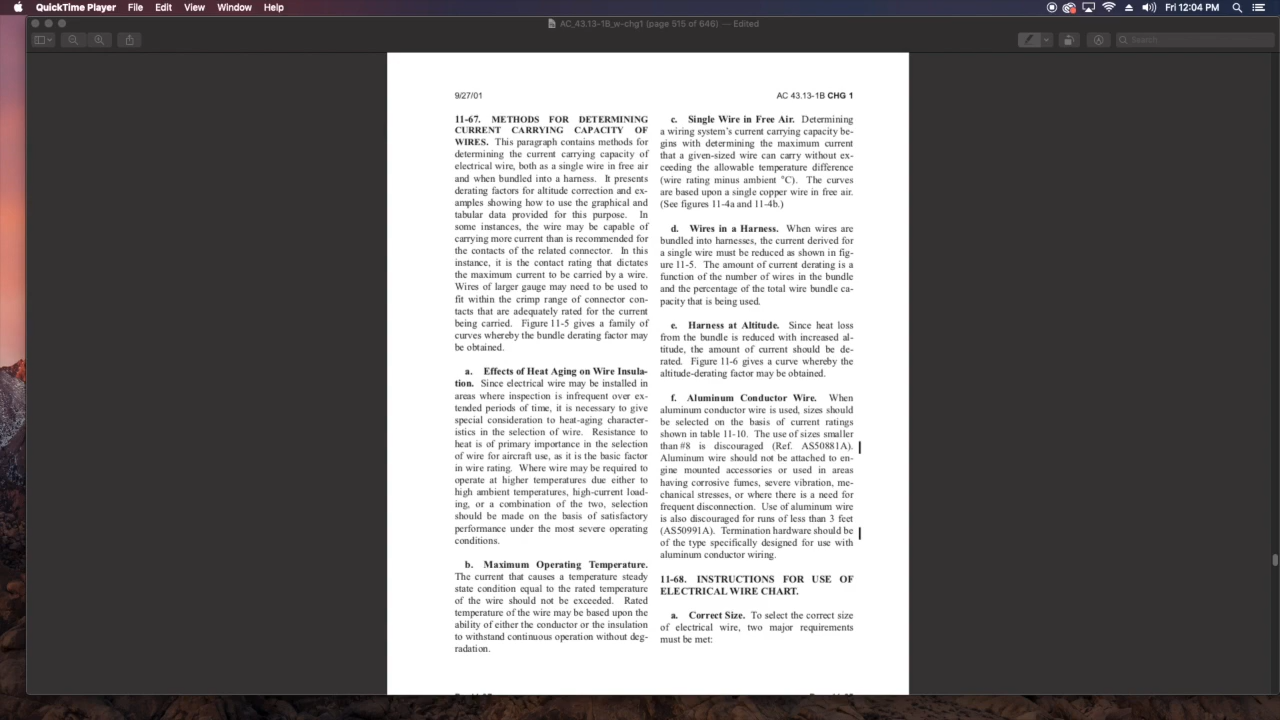 QuickTime Player File Edit View Window Help
Fri 12:04 PM
AC_43.13-1B_w-chg1 (page 515 of 646) — Edited
Search
9/27/01
AC 43.13-1B CHG 1
11-67. METHODS FOR DETERMINING
CURRENT CARRYING CAPACITY OF
WIRES. This paragraph contains methods for
determining the current carrying capacity of
electrical wire, both as a single wire in free air
and when bundled into a harness. It presents
derating factors for altitude correction and ex-
amples showing how to use the graphical and
tabular data provided for this purpose. In
some instances, the wire may be capable of
carrying more current than is recommended for
the contacts of the related connector. In this
instance, it is the contact rating that dictates
the maximum current to be carried by a wire.
Wires of larger gauge may need to be used to
fit within the crimp range of connector con-
tacts that are adequately rated for the current
being carried. Figure 11-5 gives a family of
curves whereby the bundle derating factor may
be obtained.
a. Effects of Heat Aging on Wire Insula-
tion. Since electrical wire may be installed in
areas where inspection is infrequent over ex-
tended periods of time, it is necessary to give
special consideration to heat-aging character-
istics in the selection of wire. Resistance to
heat is of primary importance in the selection
of wire for aircraft use, as it is the basic factor
in wire rating. Where wire may be required to
operate at higher temperatures due either to
high ambient temperatures, high-current load-
ing, or a combination of the two, selection
should be made on the basis of satisfactory
performance under the most severe operating
conditions.
b. Maximum Operating Temperature.
The current that causes a temperature steady
state condition equal to the rated temperature
of the wire should not be exceeded. Rated
temperature of the wire may be based upon the
ability of either the conductor or the insulation
to withstand continuous operation without deg-
radation.
c. Single Wire in Free Air. Determining
a wiring system's current carrying capacity be-
gins with determining the maximum current
that a given-sized wire can carry without ex-
ceeding the allowable temperature difference
(wire rating minus ambient °C). The curves
are based upon a single copper wire in free air.
(See figures 11-4a and 11-4b.)
d. Wires in a Harness. When wires are
bundled into harnesses, the current derived for
a single wire must be reduced as shown in fig-
ure 11-5. The amount of current derating is a
function of the number of wires in the bundle
and the percentage of the total wire bundle ca-
pacity that is being used.
e. Harness at Altitude. Since heat loss
from the bundle is reduced with increased al-
titude, the amount of current should be de-
rated. Figure 11-6 gives a curve whereby the
altitude-derating factor may be obtained.
f. Aluminum Conductor Wire. When
aluminum conductor wire is used, sizes should
be selected on the basis of current ratings
shown in table 11-10. The use of sizes smaller
than #8 is discouraged (Ref. AS50881A).
Aluminum wire should not be attached to en-
gine mounted accessories or used in areas
having corrosive fumes, severe vibration, me-
chanical stresses, or where there is a need for
frequent disconnection. Use of aluminum wire
is also discouraged for runs of less than 3 feet
(AS50991A). Termination hardware should be
of the type specifically designed for use with
aluminum conductor wiring.
11-68. INSTRUCTIONS FOR USE OF
ELECTRICAL WIRE CHART.
a. Correct Size. To select the correct size
of electrical wire, two major requirements
must be met: